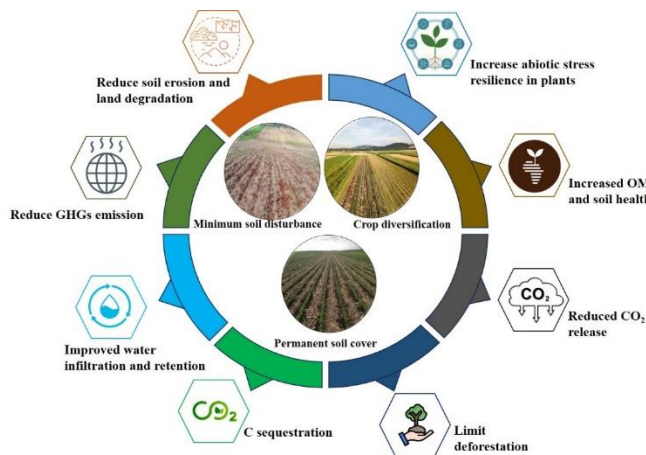 Reduce soil erosion and
land degradation
Increase abiotic stress
resilience in plants
Reduce GHGs emission
Minimum soil disturbance
Crop diversification
Increased OM
and soil health
CO₂
Reduced CO₂
release
Permanent soil cover
Improved water
infiltration and retention
CO₂
C sequestration
Limit
deforestation